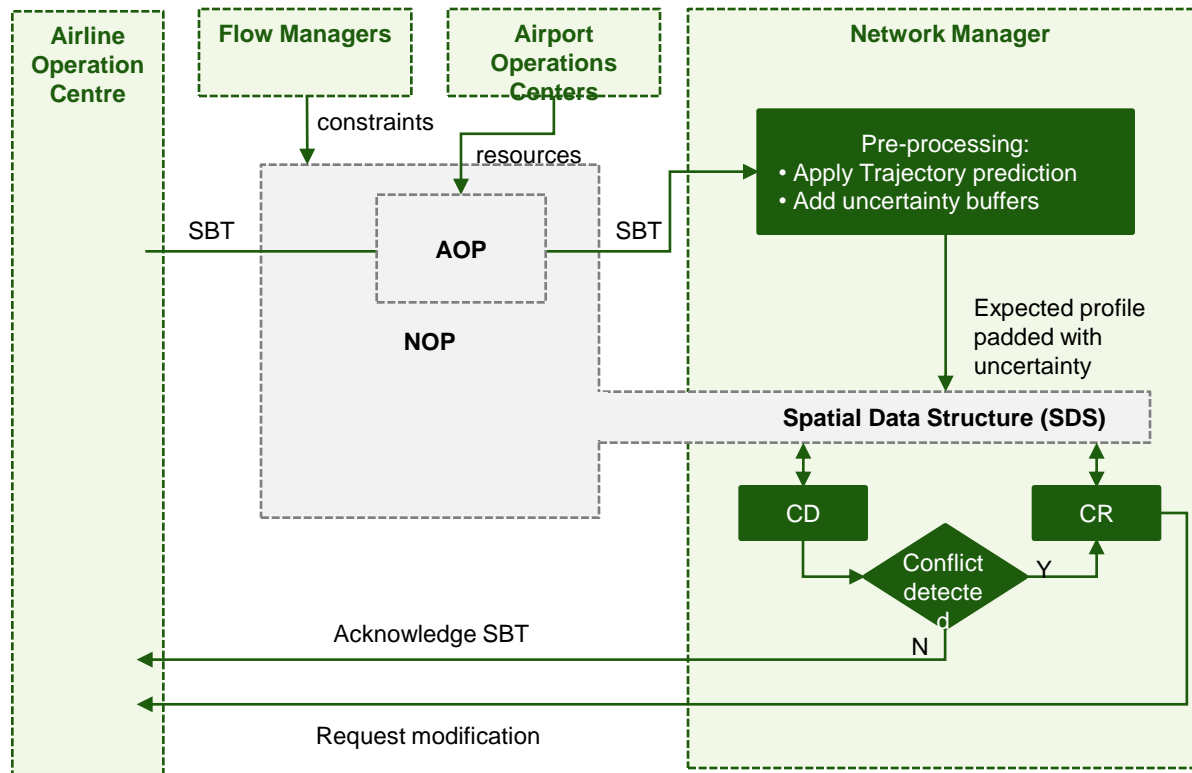 Airline
Operation
Centre
Flow Managers
Airport
Operations
Centers
Network Manager
constraints
resources
Pre-processing:
• Apply Trajectory prediction
• Add uncertainty buffers
SBT
AOP
SBT
NOP
Expected profile
padded with
uncertainty
Spatial Data Structure (SDS)
CD
CR
Conflict
detecte
d
Y
N
Acknowledge SBT
Request modification